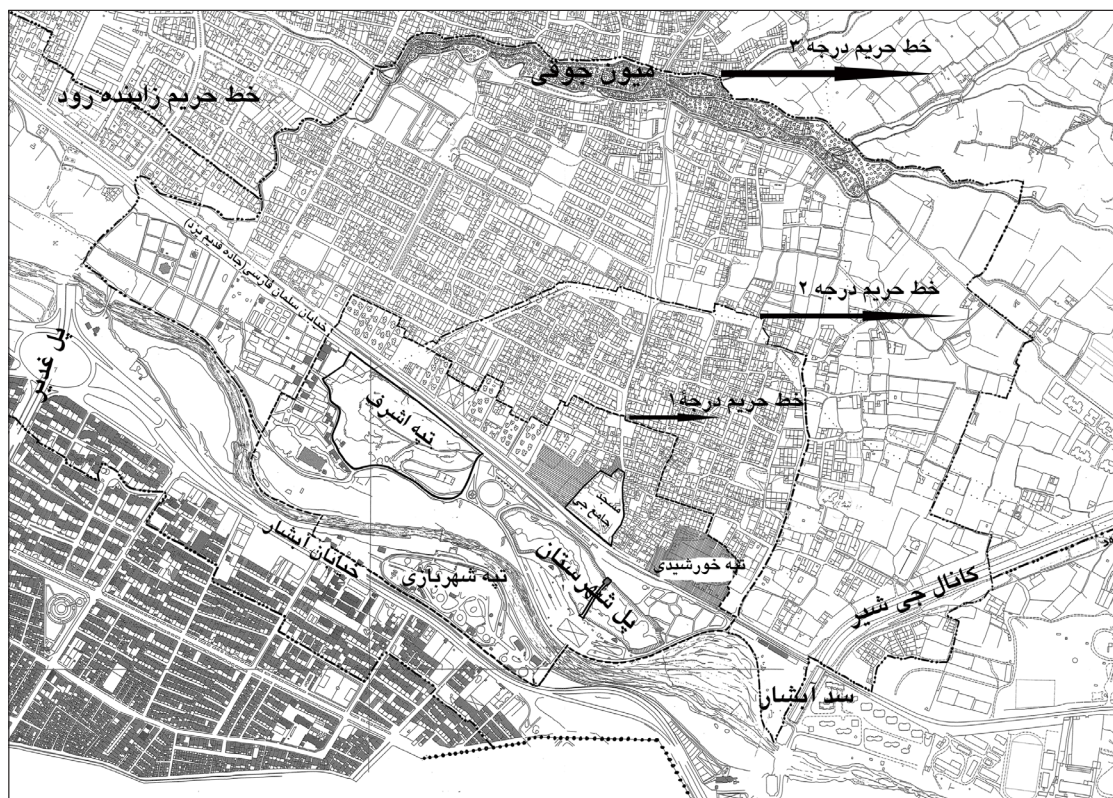 خط حریم درجه ۳
میون جوقی
خط حریم زاینده رود
خیابان سلمان فارسی (جاده قدیم یزد)
خط حریم درجه ۲
پل غدیر
تپه اشرف
خط حریم درجه ۱
مسجد
جامع جی
تپه خورشیدی
خیابان آبشار
تپه شهریاری
پل شهرستان
کانال جی شیر
سد آبشار